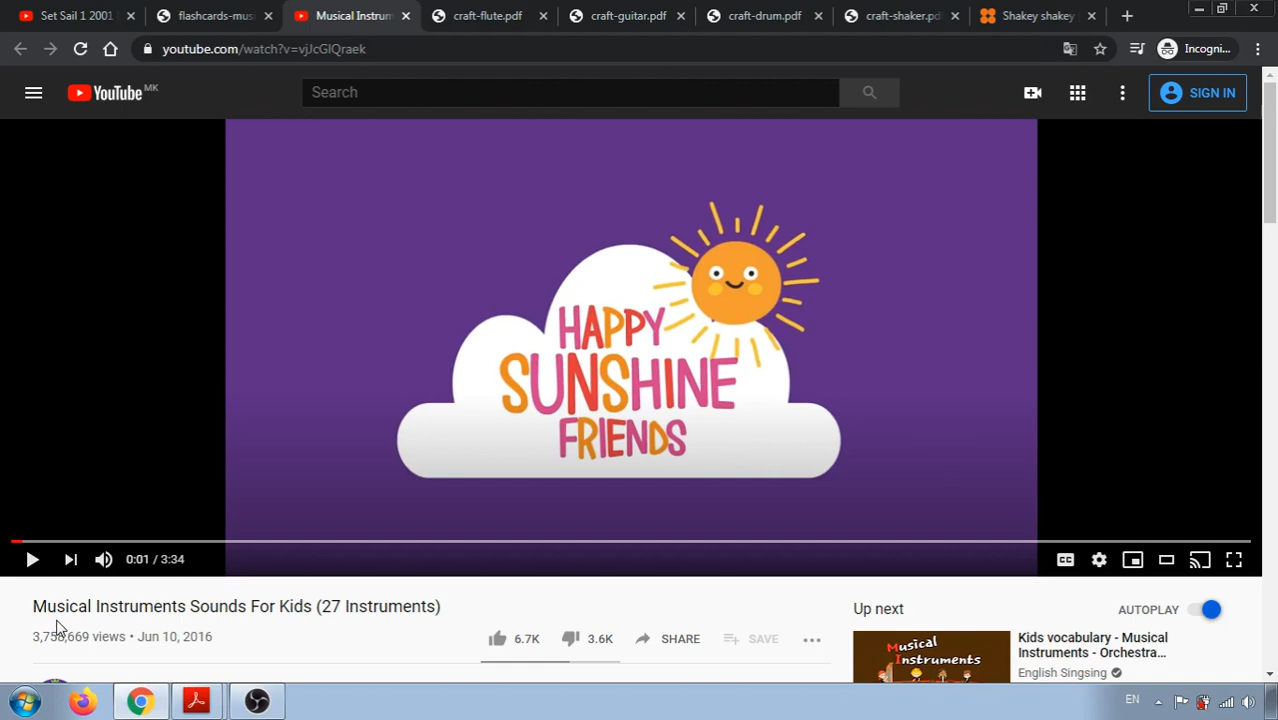 Set Sail 1 2001
flashcards-mus
Musical Instrum
craft-flute.pdf
craft-guitar.pdf
craft-drum.pdf
craft-shaker.pd
Shakey shakey
youtube.com/watch?v=vjJcGlQraek
Incogni...
YouTube MK
Search
SIGN IN
HAPPY
SUNSHINE
FRIENDS
0:01 / 3:34
CC
Musical Instruments Sounds For Kids (27 Instruments)
Up next
AUTOPLAY
views • Jun 10, 2016
6.7K
3.6K
SHARE
SAVE
Musical
Instruments
Kids vocabulary - Musical
Instruments - Orchestra...
English Singsing
EN